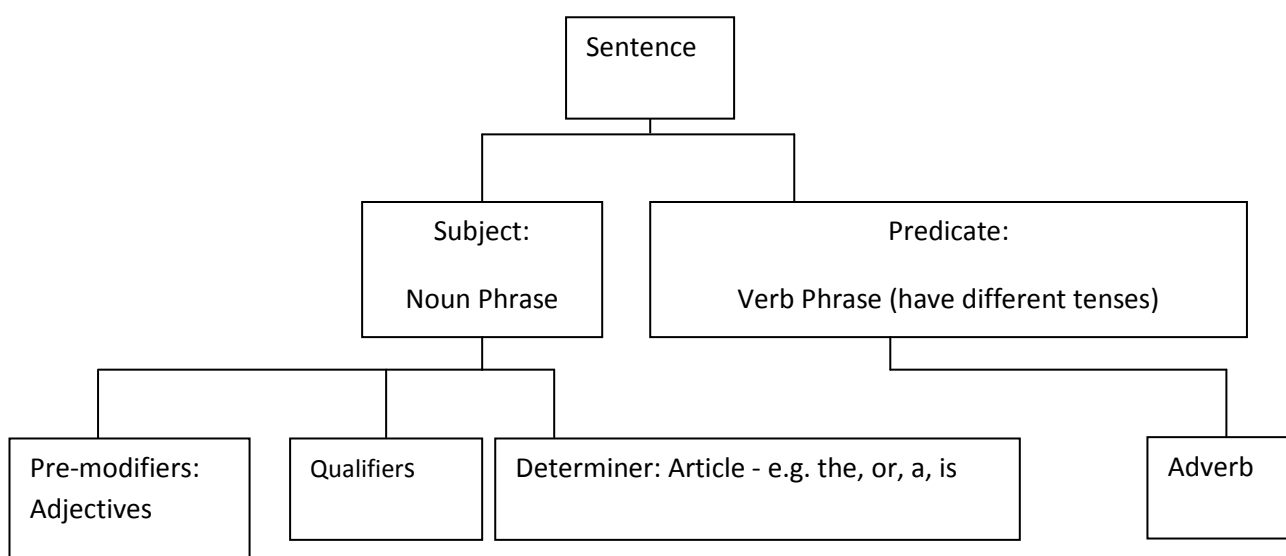 Sentence
Subject:
Noun Phrase
Predicate:
Verb Phrase (have different tenses)
Pre-modifiers:
Adjectives
Qualifiers
Determiner: Article - e.g. the, or, a, is
Adverb